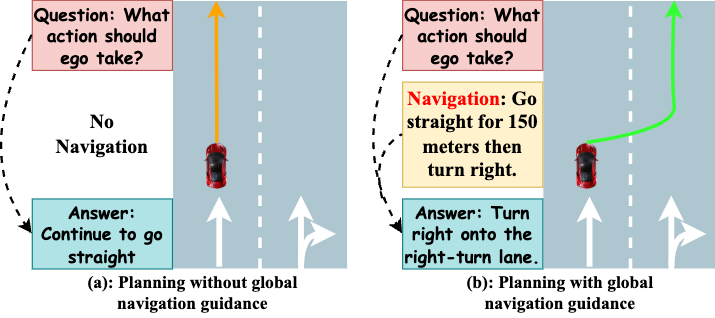 Question: What
action should
ego take?
No
Navigation
Answer:
Continue to go
straight
(a): Planning without global
navigation guidance
Question: What
action should
ego take?
Navigation: Go
straight for 150
meters then
turn right.
Answer: Turn
right onto the
right-turn lane.
(b): Planning with global
navigation guidance